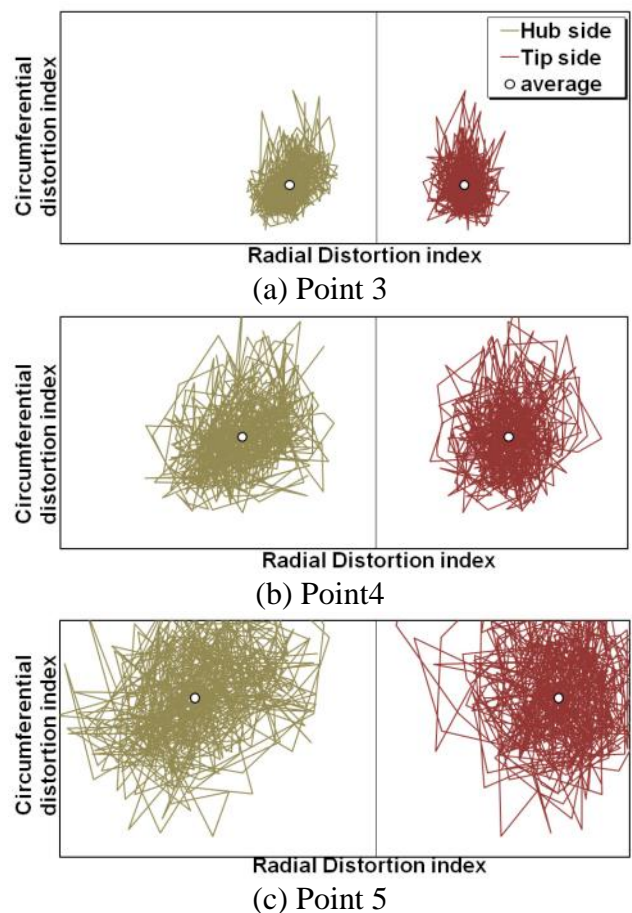 Circumferential
distortion index
Hub side
Tip side
average
Radial Distortion index
(a) Point 3
Circumferential
distortion index
Radial Distortion index
(b) Point4
Circumferential
distortion index
Radial Distortion index
(c) Point 5